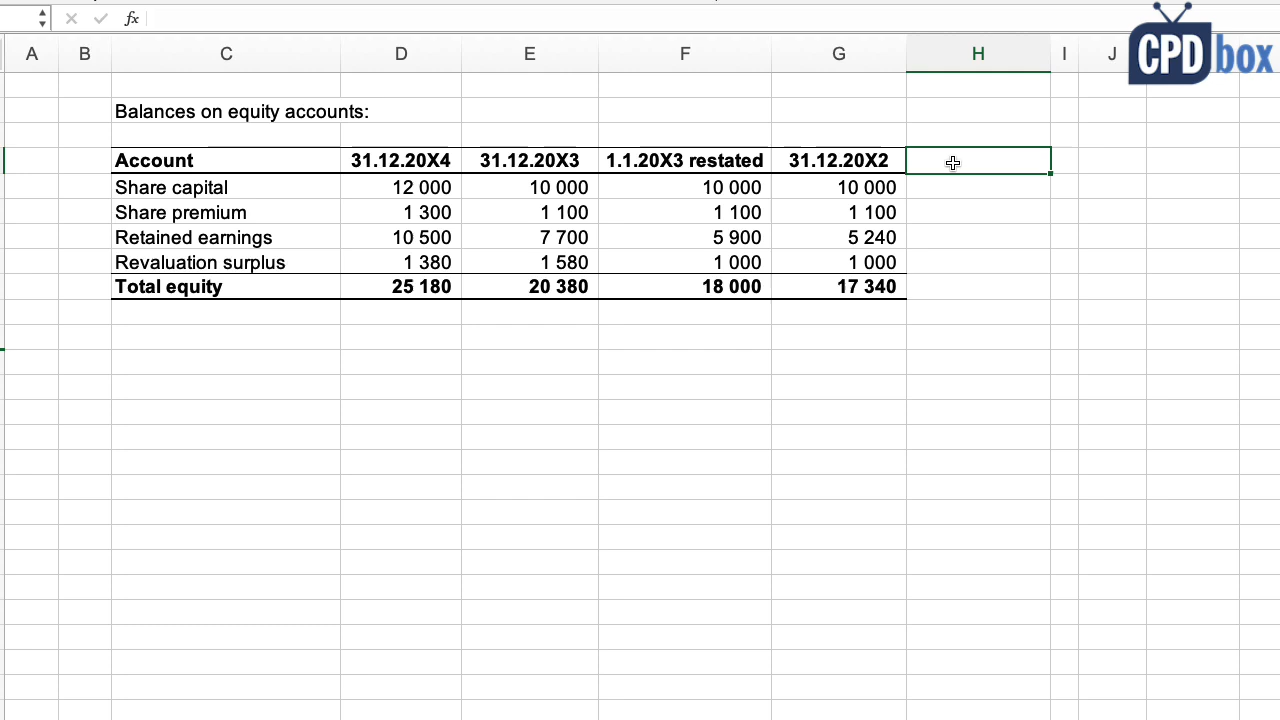 fx
A B C D E F G H I J
CPDbox
Balances on equity accounts:
Account 31.12.20X4 31.12.20X3 1.1.20X3 restated 31.12.20X2
Share capital 12 000 10 000 10 000 10 000
Share premium 1 300 1 100 1 100 1 100
Retained earnings 10 500 7 700 5 900 5 240
Revaluation surplus 1 380 1 580 1 000 1 000
Total equity 25 180 20 380 18 000 17 340